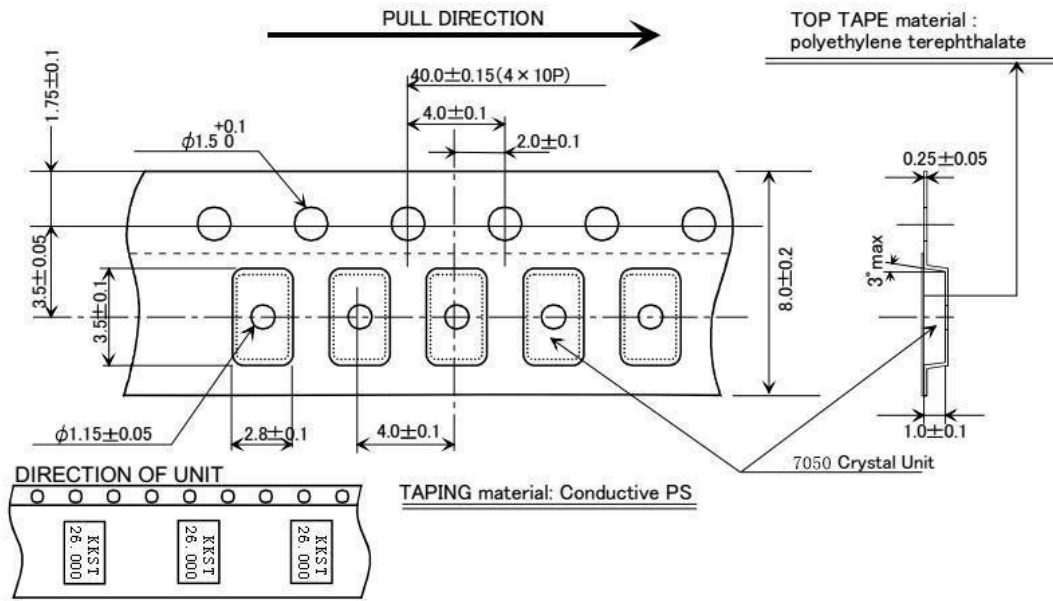 PULL DIRECTION
TOP TAPE material :
polyethylene terephthalate
1.75±0.1
40.0±0.15(4×10P)
4.0±0.1
+0.1
φ1.5 0
2.0±0.1
0.25±0.05
3.5±0.05
3.5±0.1
8.0±0.2
3°max
φ1.15±0.05
2.8±0.1
4.0±0.1
1.0±0.1
7050 Crystal Unit
DIRECTION OF UNIT
TAPING material: Conductive PS
KKST
26.000
KKST
26.000
KKST
26.000